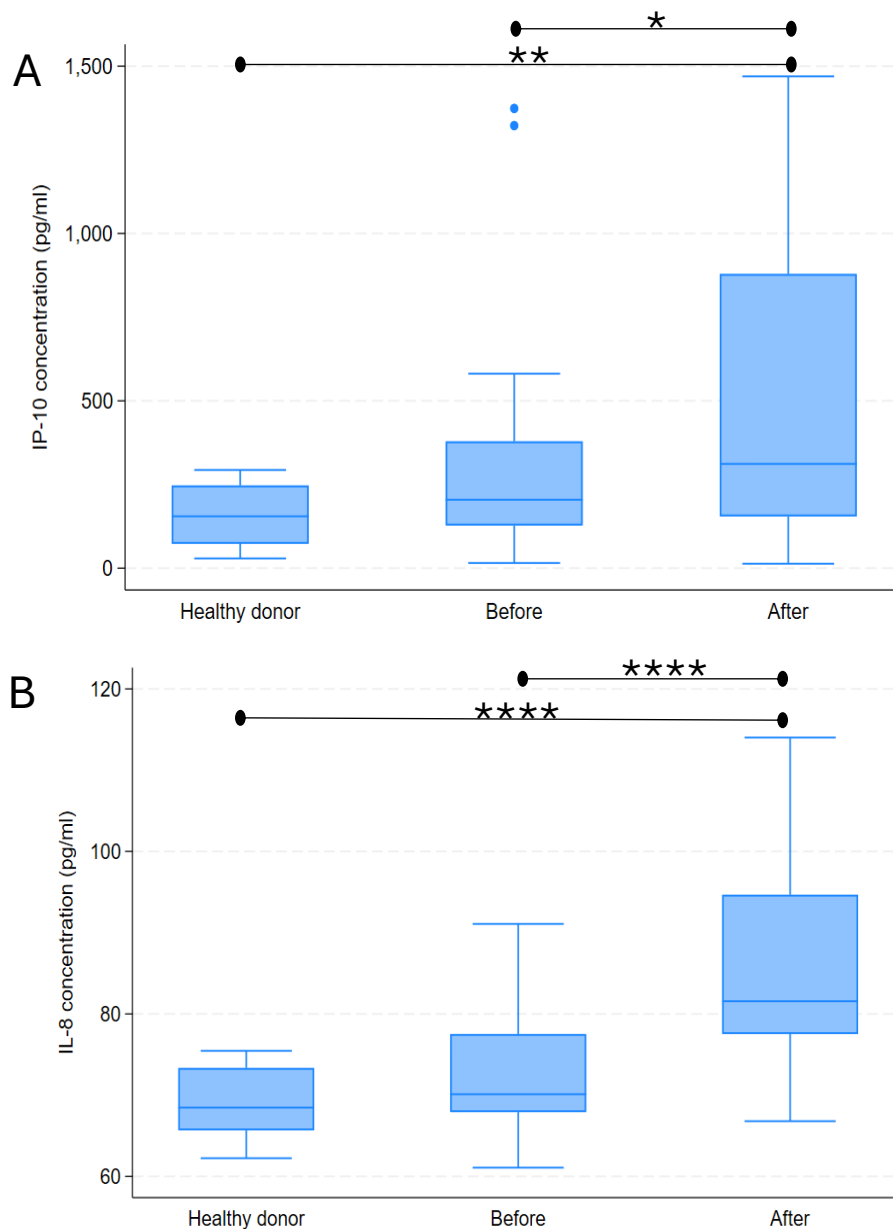 *
**
A
1,500
1,000
500
0
IP-10 concentration (pg/ml)
Healthy donor Before After
****
****
B
120
100
80
60
IL-8 concentration (pg/ml)
Healthy donor Before After